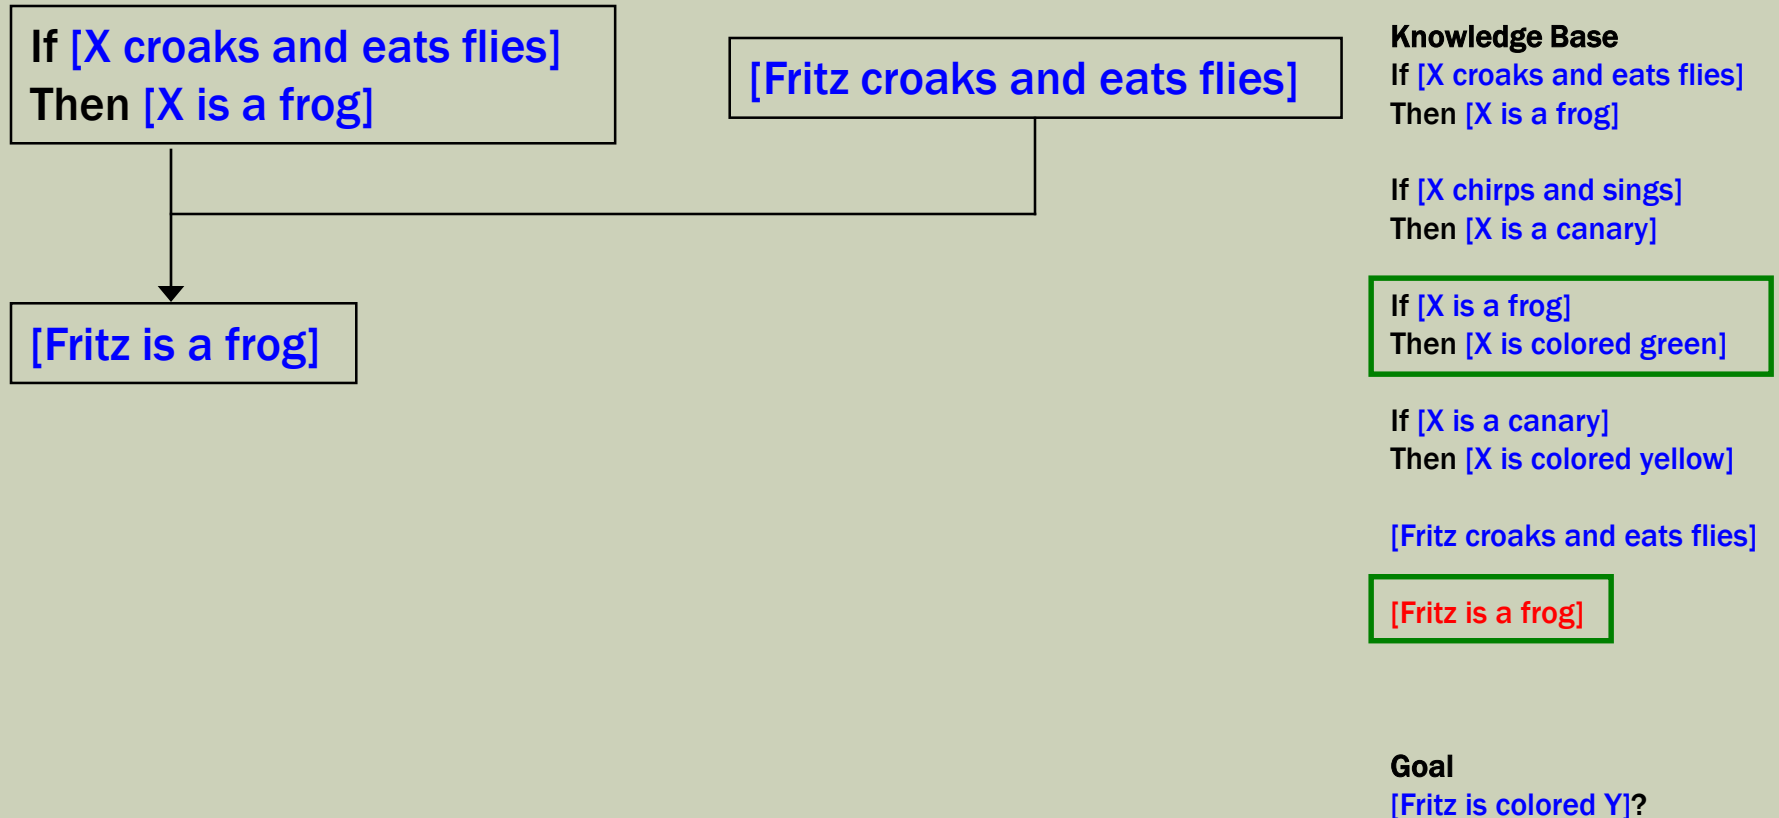 If [X croaks and eats flies]
Then [X is a frog]
[Fritz croaks and eats flies]
[Fritz is a frog]
Knowledge Base
If [X croaks and eats flies]
Then [X is a frog]
If [X chirps and sings]
Then [X is a canary]
If [X is a frog]
Then [X is colored green]
If [X is a canary]
Then [X is colored yellow]
[Fritz croaks and eats flies]
[Fritz is a frog]
Goal
[Fritz is colored Y]?